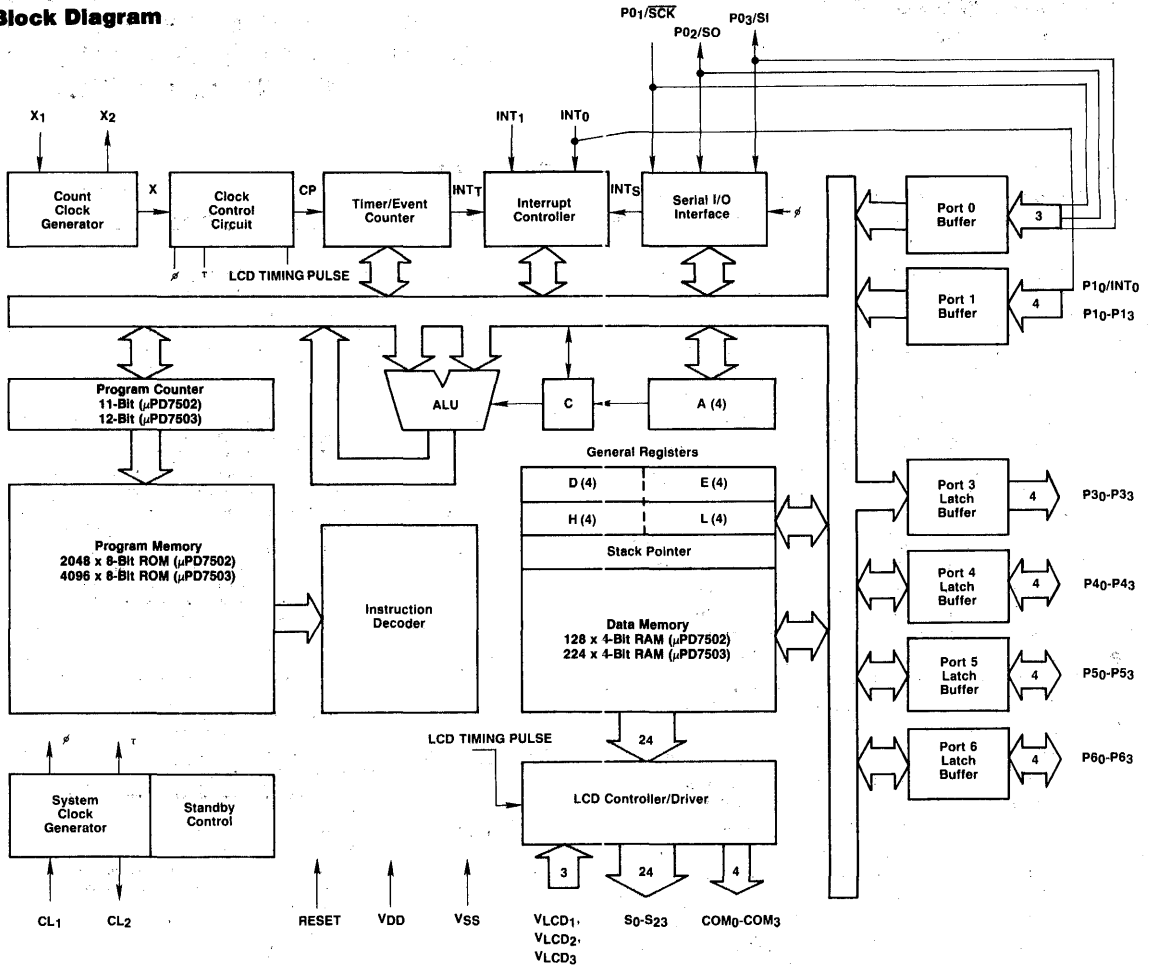 Block Diagram
P0₁/S̅C̅K̅
P0₂/SO
P0₃/SI
X₁
X₂
INT₁
INT₀
Count
Clock
Generator
X
Clock
Control
Circuit
CP
Timer/Event
Counter
INT_T
Interrupt
Controller
INT_S
Serial I/O
Interface
ø
Port 0
Buffer
3
ø
τ
LCD TIMING PULSE
Port 1
Buffer
4
P1₀/INT₀
P1₀-P1₃
Program Counter
11-Bit (μPD7502)
12-Bit (μPD7503)
ALU
C
A (4)
General Registers
D (4)
E (4)
H (4)
L (4)
Stack Pointer
Port 3
Latch
Buffer
4
P3₀-P3₃
Program Memory
2048 x 8-Bit ROM (μPD7502)
4096 x 8-Bit ROM (μPD7503)
Instruction
Decoder
Data Memory
128 x 4-Bit RAM (μPD7502)
224 x 4-Bit RAM (μPD7503)
Port 4
Latch
Buffer
4
P4₀-P4₃
Port 5
Latch
Buffer
4
P5₀-P5₃
ø
τ
LCD TIMING PULSE
24
Port 6
Latch
Buffer
4
P6₀-P6₃
System
Clock
Generator
Standby
Control
LCD Controller/Driver
3
24
4
CL₁
CL₂
RESET
VDD
VSS
VLCD₁,
VLCD₂,
VLCD₃
S₀-S₂₃
COM₀-COM₃